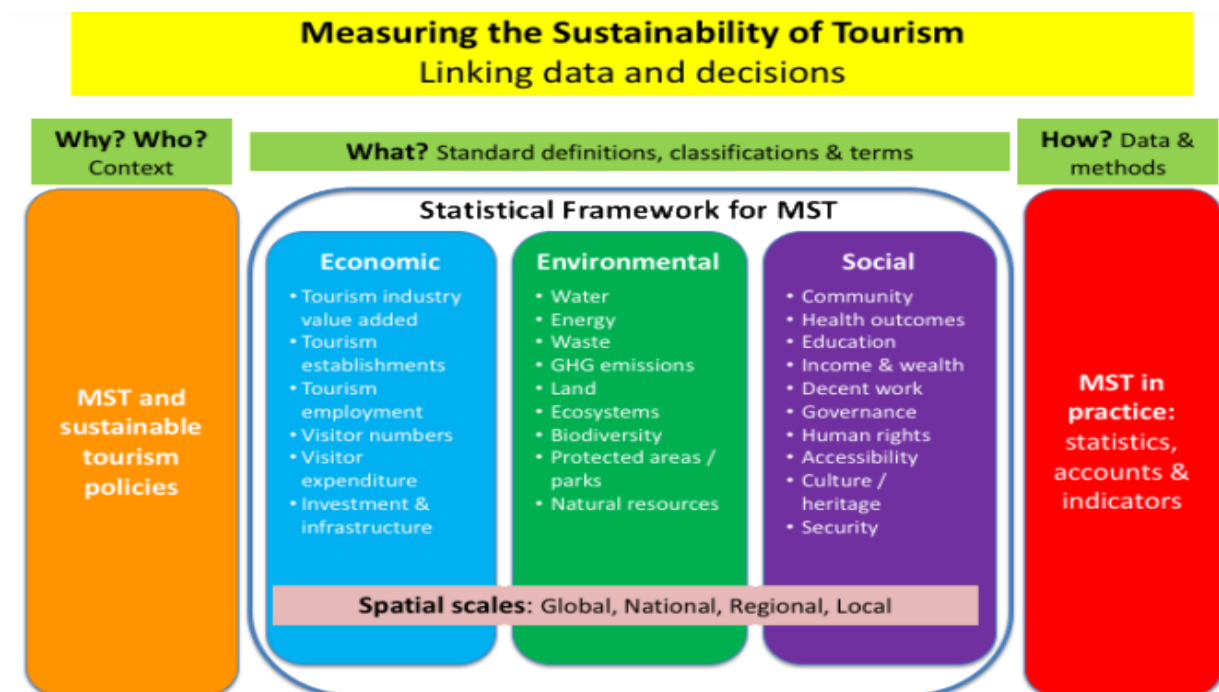 Measuring the Sustainability of Tourism
Linking data and decisions
Why? Who?
Context
What? Standard definitions, classifications & terms
How? Data &
methods
MST and
sustainable
tourism
policies
Statistical Framework for MST
Economic
• Tourism industry
value added
• Tourism
establishments
• Tourism
employment
• Visitor numbers
• Visitor
expenditure
• Investment &
infrastructure
Environmental
• Water
• Energy
• Waste
• GHG emissions
• Land
• Ecosystems
• Biodiversity
• Protected areas /
parks
• Natural resources
Social
• Community
• Health outcomes
• Education
• Income & wealth
• Decent work
• Governance
• Human rights
• Accessibility
• Culture /
heritage
• Security
Spatial scales: Global, National, Regional, Local
MST in
practice:
statistics,
accounts &
indicators